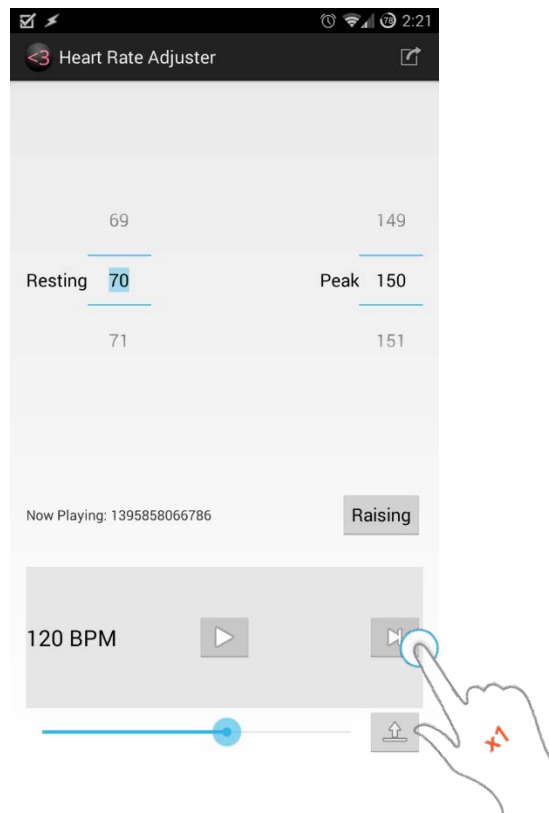 78 2:21
<3 Heart Rate Adjuster
69 149
Resting 70 Peak 150
71 151
Now Playing: 1395858066786 Raising
120 BPM
x1